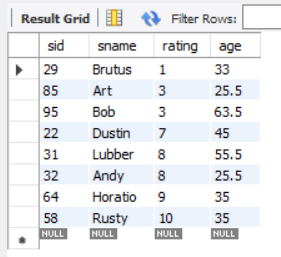 Result Grid Filter Rows:
sid sname rating age
29 Brutus 1 33
85 Art 3 25.5
95 Bob 3 63.5
22 Dustin 7 45
31 Lubber 8 55.5
32 Andy 8 25.5
64 Horatio 9 35
58 Rusty 10 35
NULL NULL NULL NULL